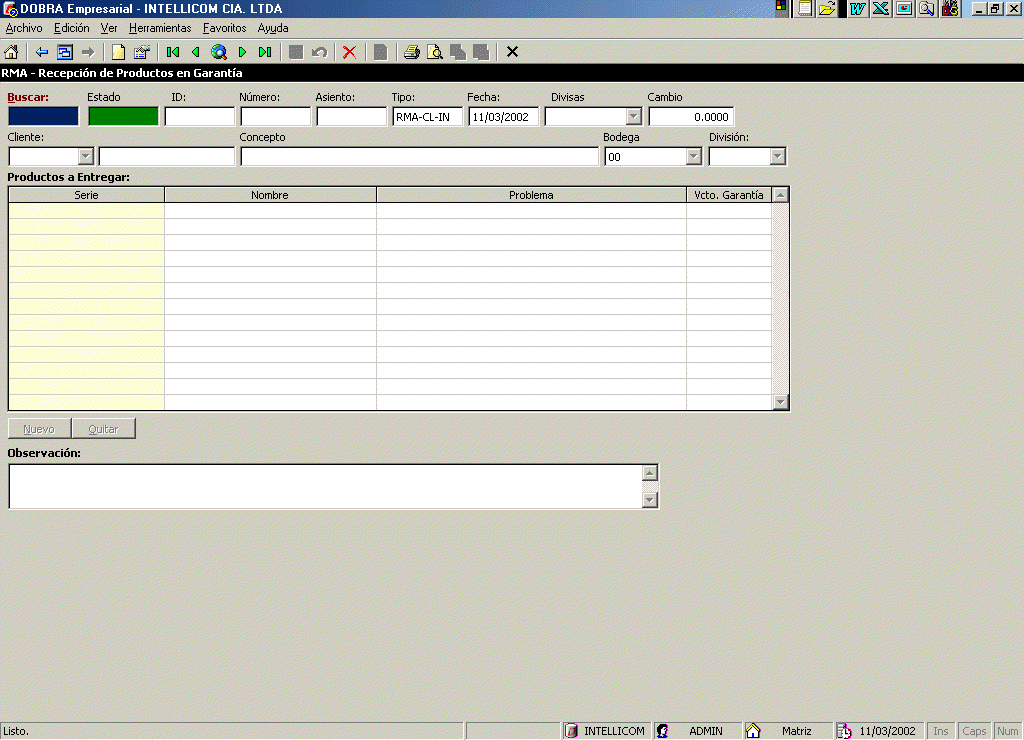 DOBRA Empresarial - INTELLICOM CIA. LTDA
Archivo Edición Ver Herramientas Favoritos Ayuda
RMA - Recepción de Productos en Garantía
Buscar: Estado ID: Número: Asiento: Tipo: Fecha: Divisas Cambio
RMA-CL-IN 11/03/2002 0.0000
Cliente: Concepto Bodega División:
00
Productos a Entregar:
Serie Nombre Problema Vcto. Garantía
Nuevo Quitar
Observación:
Listo. INTELLICOM ADMIN Matriz 11/03/2002 Ins Caps Num